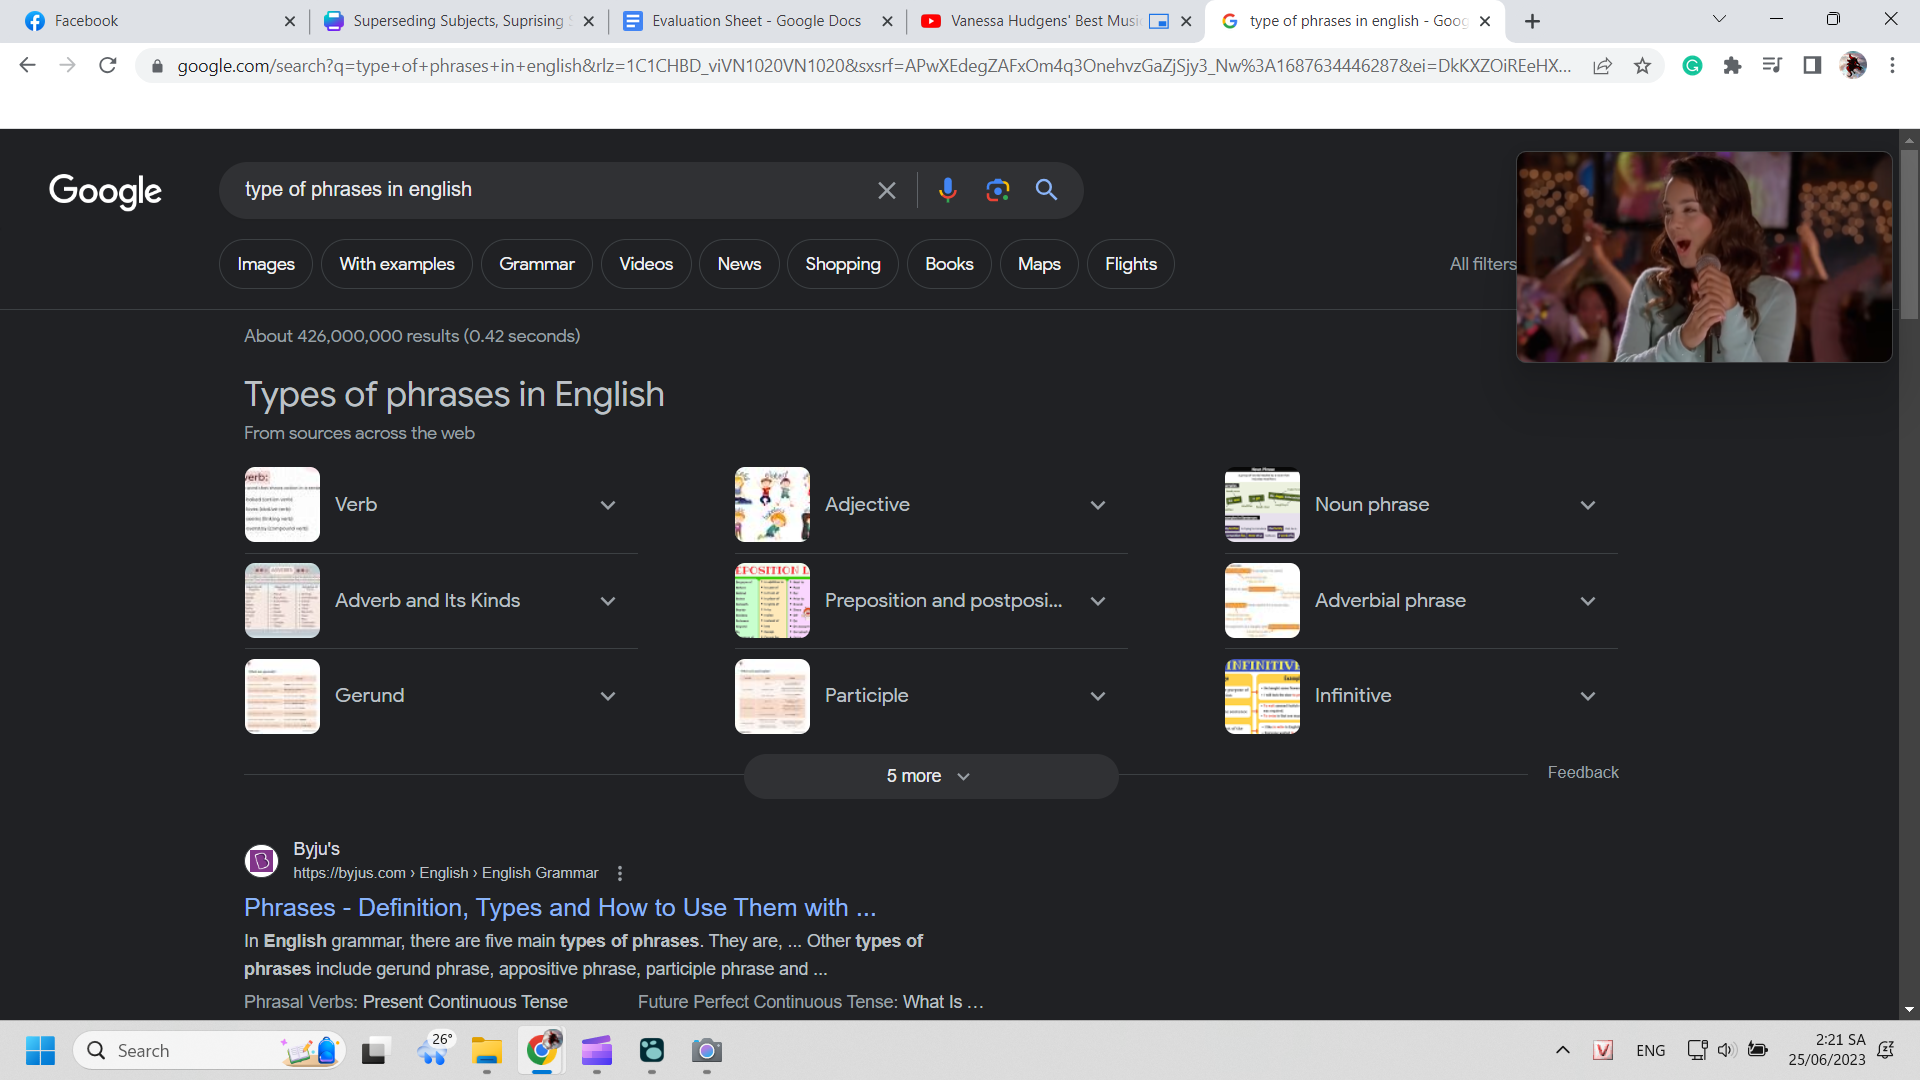 Facebook
Superseding Subjects, Suprising S
Evaluation Sheet - Google Docs
Vanessa Hudgens' Best Musi
type of phrases in english - Goog
google.com/search?q=type+of+phrases+in+english&rlz=1C1CHBD_viVN1020VN1020&sxsrf=APwXEdegZAFxOm4q3OnehvzGaZjSjy3_Nw%3A1687634446287&ei=DkKXZOiREeHX...
Google
type of phrases in english
Images
With examples
Grammar
Videos
News
Shopping
Books
Maps
Flights
All filters
About 426,000,000 results (0.42 seconds)
Types of phrases in English
From sources across the web
verb:
Verb
Adjective
Noun phrase
Adverb and Its Kinds
EPOSITION L
Preposition and postposi...
Adverbial phrase
Gerund
Participle
INFINITIVE
Infinitive
5 more
Feedback
Byju's
https://byjus.com › English › English Grammar
Phrases - Definition, Types and How to Use Them with ...
In English grammar, there are five main types of phrases. They are, ... Other types of
phrases include gerund phrase, appositive phrase, participle phrase and ...
Phrasal Verbs: Present Continuous Tense
Future Perfect Continuous Tense: What Is ...
Search
26°
V
ENG
2:21 SA
25/06/2023